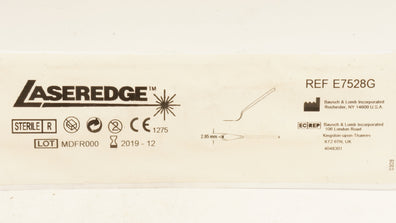 LASEREDGE™
STERILE R
CE 1275
LOT MDFR000
2019 - 12
2.85 mm
REF E7528G
Bausch & Lomb Incorporated
Rochester, NY 14609 U.S.A.
EC REP
Bausch & Lomb Incorporated
106 London Road
Kingston-upon-Thames
KT2 6TN, UK